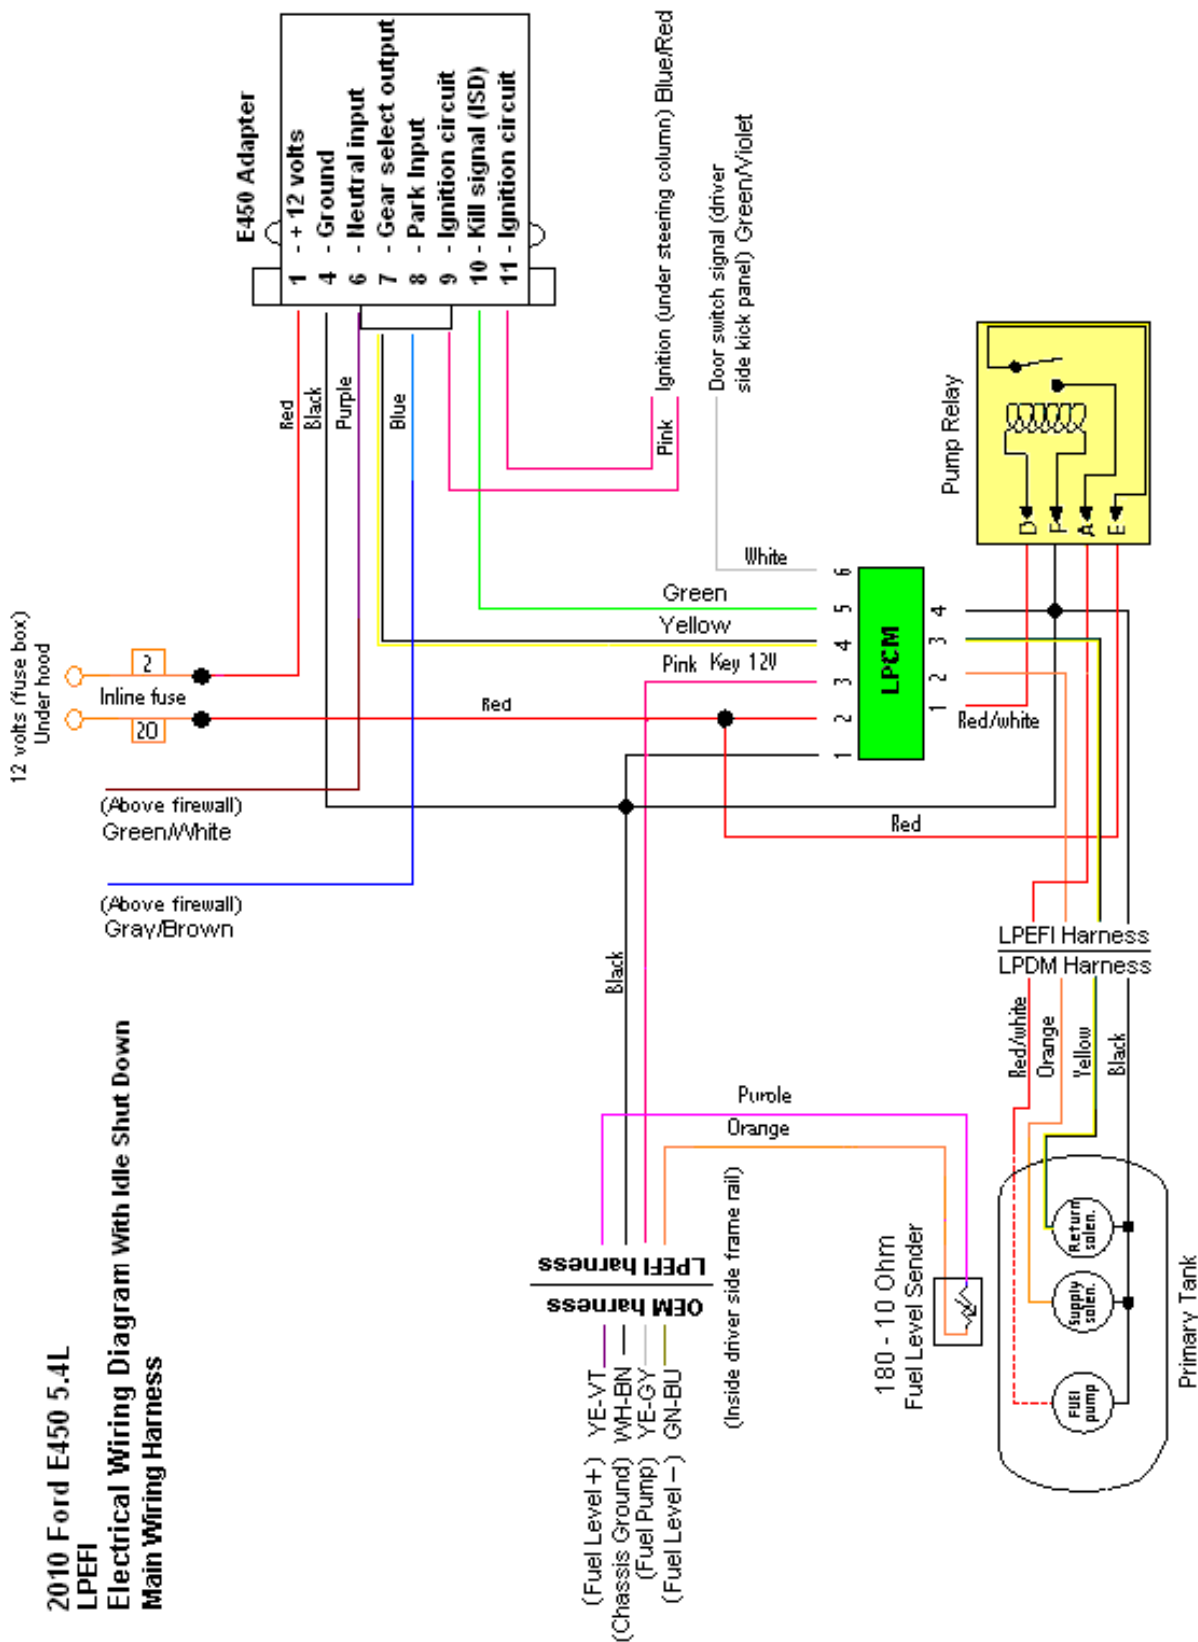 2010 Ford E450 5.4L
LPEFI
Electrical Wiring Diagram With Idle Shut Down
Main Wiring Harness
12 volts (fuse box)
Under hood
2
Inline fuse
20
(Above firewall)
Green/White
(Above firewall)
Gray/Brown
E450 Adapter
1 - + 12 volts
4 - Ground
6 - Neutral input
7 - Gear select output
8 - Park Input
9 - Ignition circuit
10 - Kill signal (ISD)
11 - Ignition circuit
Red
Black
Purple
Blue
Pink
Ignition (under steering column) Blue/Red
Door switch signal (driver
side kick panel) Green/Violet
White
Green
Yellow
Pink Key 12V
Red
6
5
4
3
2
1
LPCM
4
3
2
1
Red/white
Red
Pump Relay
D
F
A
E
Black
LPEFI Harness
LPDM Harness
Red/white
Orange
Yellow
Black
Purole
Orange
LPEFI harness
OEM harness
(Inside driver side frame rail)
(Fuel Level+) YE-VT
(Chassis Ground) WH-BN
(Fuel Pump) YE-GY
(Fuel Level−) GN-BU
180 - 10 Ohm
Fuel Level Sender
Return
solen.
Supply
solen.
FUEl
pump
Primary Tank